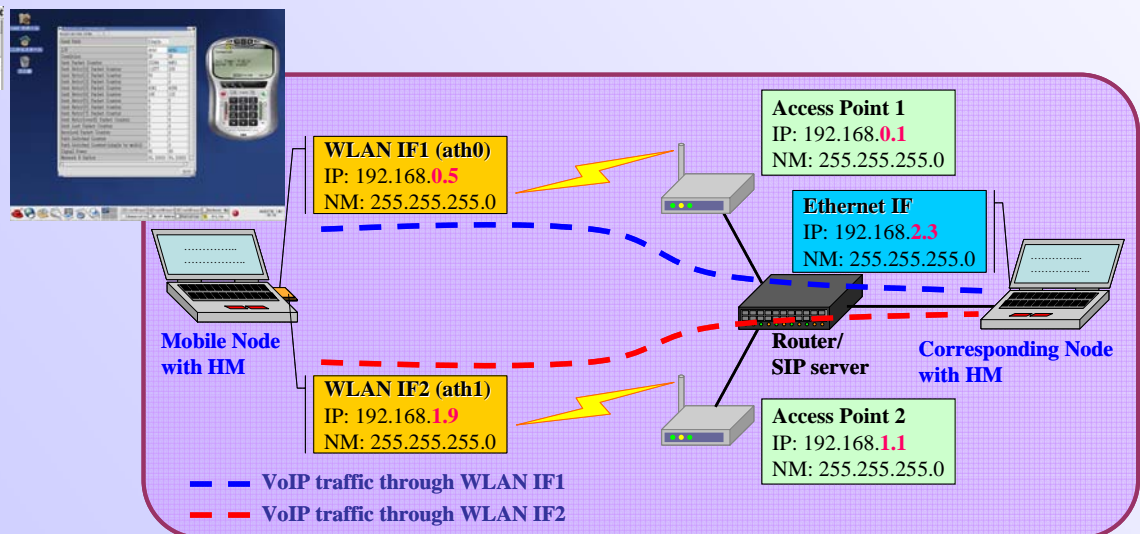 WLAN IF1 (ath0)
IP: 192.168.0.5
NM: 255.255.255.0
Access Point 1
IP: 192.168.0.1
NM: 255.255.255.0
Ethernet IF
IP: 192.168.2.3
NM: 255.255.255.0
Mobile Node
with HM
Router/
SIP server
Corresponding Node
with HM
WLAN IF2 (ath1)
IP: 192.168.1.9
NM: 255.255.255.0
Access Point 2
IP: 192.168.1.1
NM: 255.255.255.0
VoIP traffic through WLAN IF1
VoIP traffic through WLAN IF2